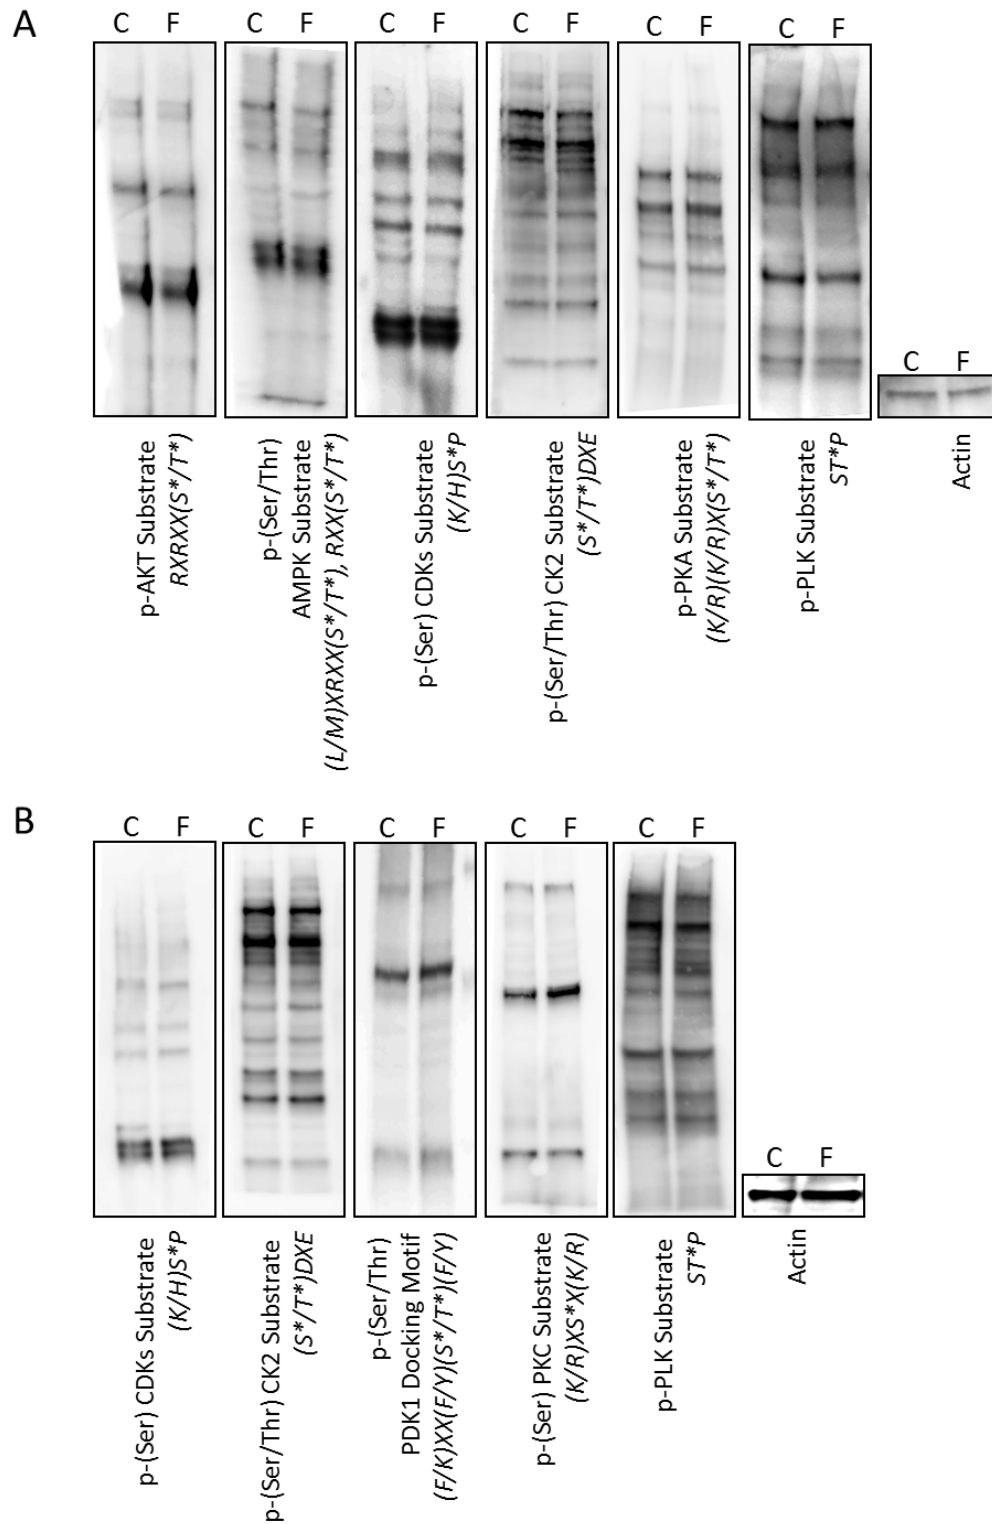 A
C F
C F
C F
C F
C F
C F
C F
p-AKT Substrate
RXRXX(S*/T*)
p-(Ser/Thr)
AMPK Substrate
(L/M)XRXX(S*/T*), RXX(S*/T*)
p-(Ser) CDKs Substrate
(K/H)S*P
p-(Ser/Thr) CK2 Substrate
(S*/T*)DXE
p-PKA Substrate
(K/R)(K/R)X(S*/T*)
p-PLK Substrate
ST*P
Actin
B
C F
C F
C F
C F
C F
C F
p-(Ser) CDKs Substrate
(K/H)S*P
p-(Ser/Thr) CK2 Substrate
(S*/T*)DXE
p-(Ser/Thr)
PDK1 Docking Motif
(F/K)XX(F/Y)(S*/T*)(F/Y)
p-(Ser) PKC Substrate
(K/R)XS*X(K/R)
p-PLK Substrate
ST*P
Actin